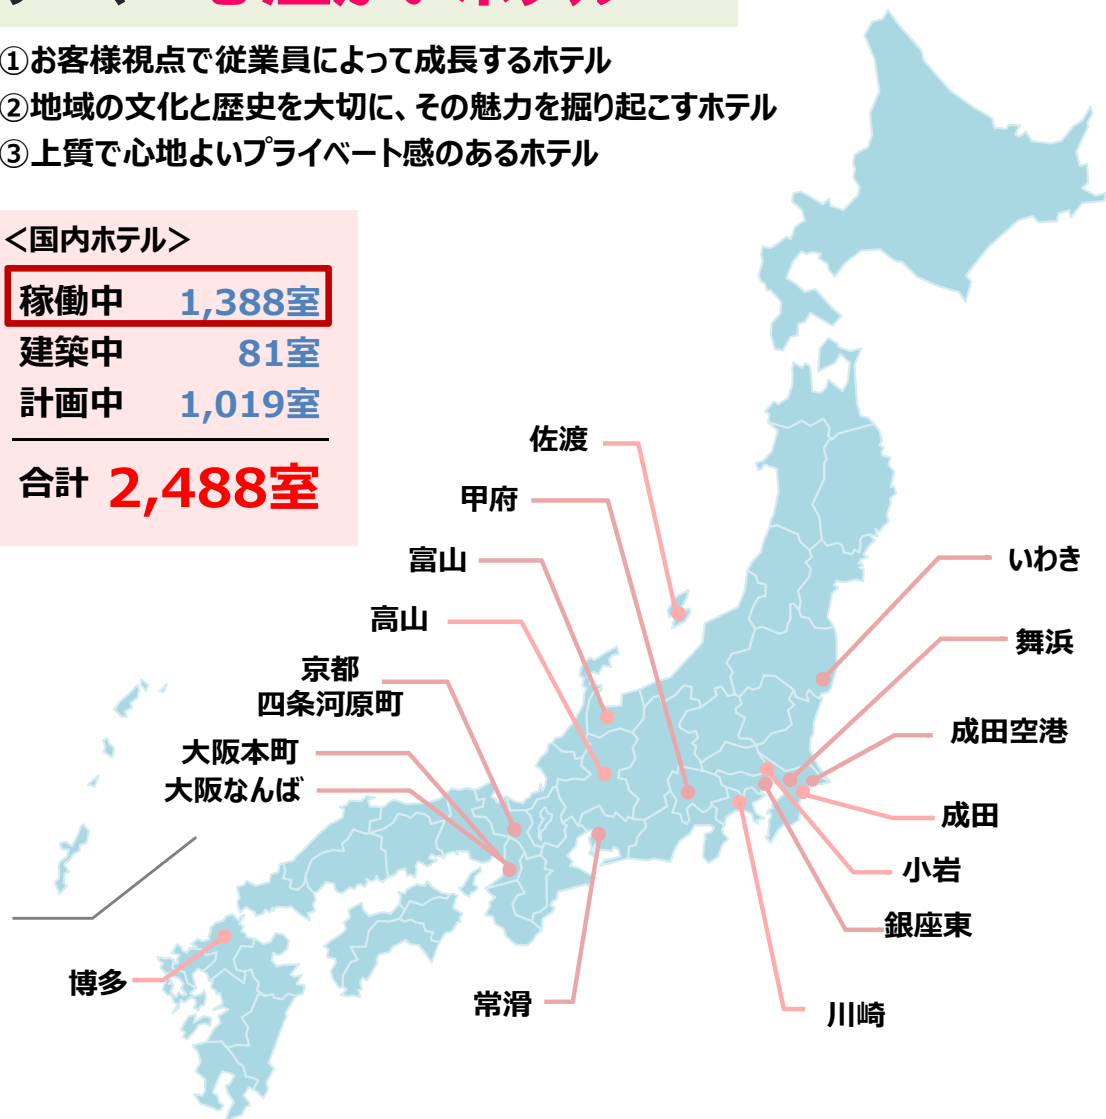 ①お客様視点で従業員によって成長するホテル
②地域の文化と歴史を大切に、その魅力を掘り起こすホテル
③上質で心地よいプライベート感のあるホテル
＜国内ホテル＞
稼働中 1,388室
建築中 81室
計画中 1,019室
合計 2,488室
佐渡
甲府
富山
高山
京都
四条河原町
大阪本町
大阪なんば
博多
常滑
いわき
舞浜
成田空港
成田
小岩
銀座東
川崎